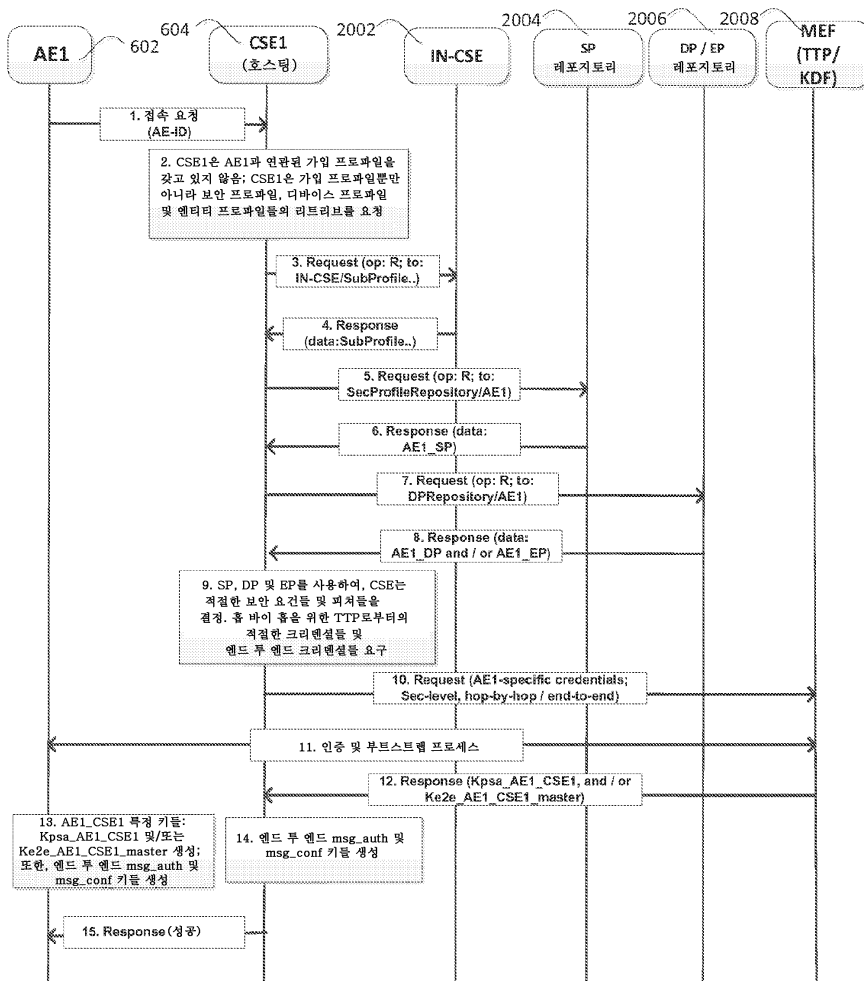 602
604
2002
2004
2006
2008
AE1
CSE1
(호스팅)
IN-CSE
SP
레포지토리
DP / EP
레포지토리
MEF
(TTP/
KDF)
1. 접속 요청
(AE-ID)
2. CSE1은 AE1과 연관된 가입 프로파일을
갖고 있지 않음; CSE1은 가입 프로파일뿐만
아니라 보안 프로파일, 디바이스 프로파일
및 엔티티 프로파일들의 리트리브를 요청
3. Request (op: R; to:
IN-CSE/SubProfile..)
4. Response
(data:SubProfile..)
5. Request (op: R; to:
SecProfileRepository/AE1)
6. Response (data:
AE1_SP)
7. Request (op: R; to:
DPRepository/AE1)
8. Response (data:
AE1_DP and / or AE1_EP)
9. SP, DP 및 EP를 사용하여, CSE는
적절한 보안 요건들 및 피처들을
결정. 홉 바이 홉을 위한 TTP로부터의
적절한 크리덴셜들 및
엔드 투 엔드 크리덴셜들 요구
10. Request (AE1-specific credentials;
Sec-level, hop-by-hop / end-to-end)
11. 인증 및 부트스트랩 프로세스
12. Response (Kpsa_AE1_CSE1, and / or
Ke2e_AE1_CSE1_master)
13. AE1_CSE1 특정 키들:
Kpsa_AE1_CSE1 및/또는
Ke2e_AE1_CSE1_master 생성;
또한, 엔드 투 엔드 msg_auth 및
msg_conf 키들 생성
14. 엔드 투 엔드 msg_auth 및
msg_conf 키들 생성
15. Response (성공)